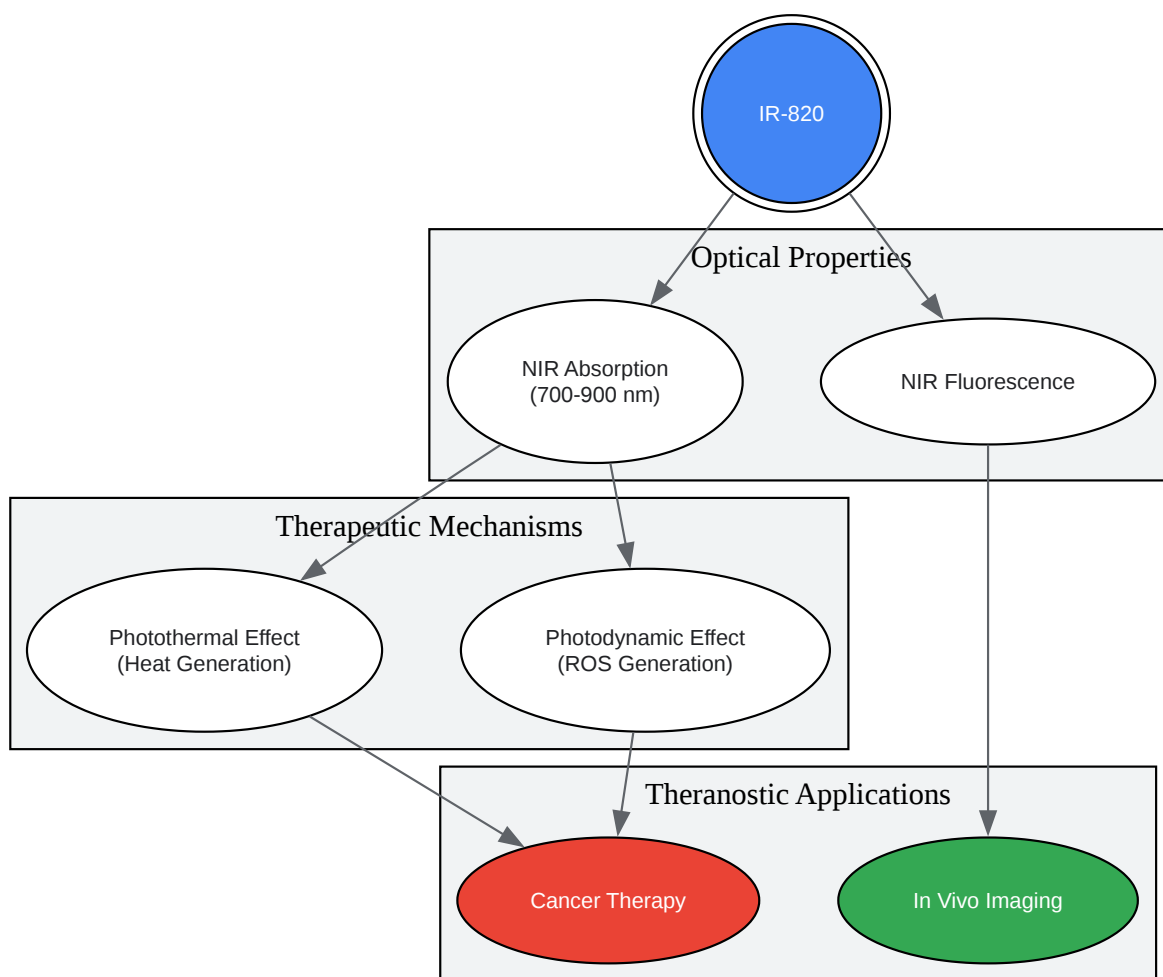 IR-820
Optical Properties
NIR Absorption
(700-900 nm)
NIR Fluorescence
Therapeutic Mechanisms
Photothermal Effect
(Heat Generation)
Photodynamic Effect
(ROS Generation)
Theranostic Applications
Cancer Therapy
In Vivo Imaging